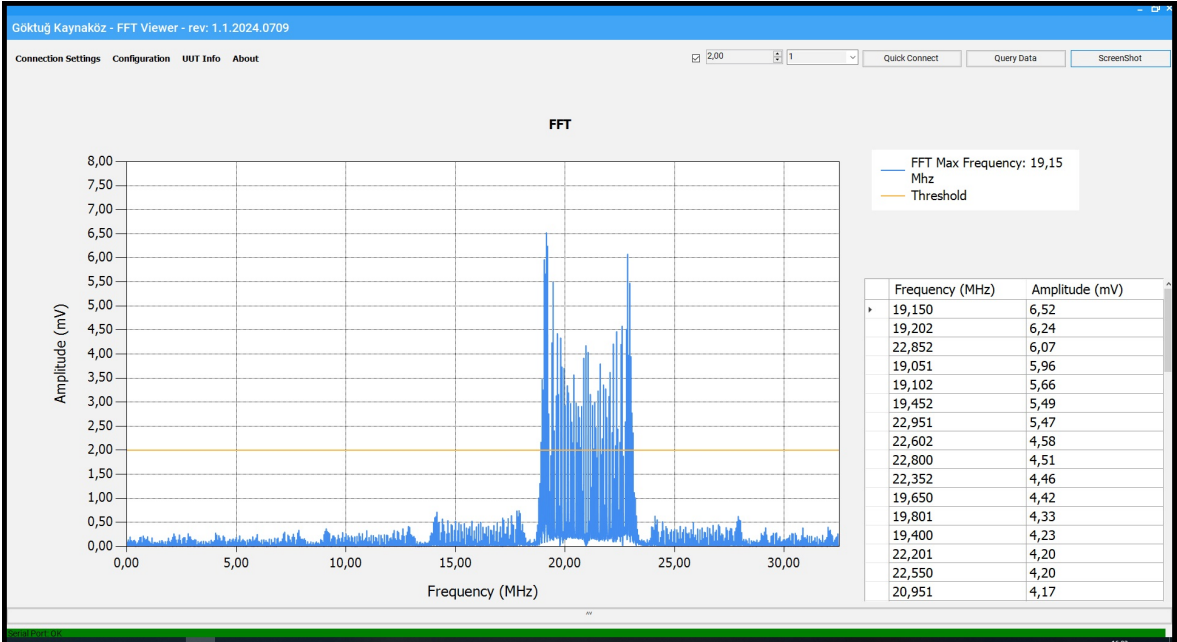 Göktuğ Kaynaköz - FFT Viewer - rev: 1.1.2024.0709
Connection Settings Configuration UUT Info About
2,00 1 Quick Connect Query Data ScreenShot
FFT
8,00
7,50
7,00
6,50
6,00
5,50
5,00
4,50
4,00
3,50
3,00
2,50
2,00
1,50
1,00
0,50
0,00
Amplitude (mV)
0,00 5,00 10,00 15,00 20,00 25,00 30,00
Frequency (MHz)
FFT Max Frequency: 19,15
Mhz
Threshold
Frequency (MHz) Amplitude (mV)
19,150 6,52
19,202 6,24
22,852 6,07
19,051 5,96
19,102 5,66
19,452 5,49
22,951 5,47
22,602 4,58
22,800 4,51
22,352 4,46
19,650 4,42
19,801 4,33
19,400 4,23
22,201 4,20
22,550 4,20
20,951 4,17
Serial Port: OK